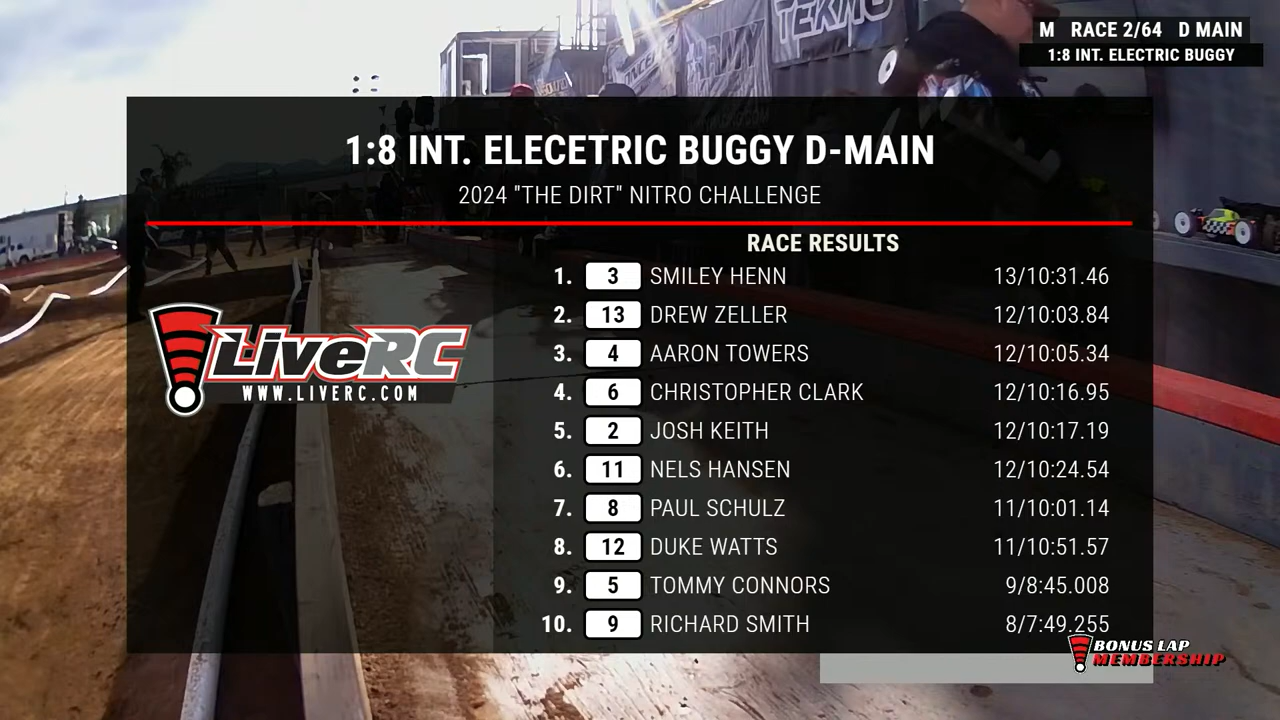 TEKNO
M RACE 2/64 D MAIN
1:8 INT. ELECTRIC BUGGY
1:8 INT. ELECETRIC BUGGY D-MAIN
2024 "THE DIRT" NITRO CHALLENGE
RACE RESULTS
1. 3 SMILEY HENN 13/10:31.46
2. 13 DREW ZELLER 12/10:03.84
3. 4 AARON TOWERS 12/10:05.34
4. 6 CHRISTOPHER CLARK 12/10:16.95
5. 2 JOSH KEITH 12/10:17.19
6. 11 NELS HANSEN 12/10:24.54
7. 8 PAUL SCHULZ 11/10:01.14
8. 12 DUKE WATTS 11/10:51.57
9. 5 TOMMY CONNORS 9/8:45.008
10. 9 RICHARD SMITH 8/7:49.255
LiveRC
WWW.LIVERC.COM
BONUS LAP
MEMBERSHIP